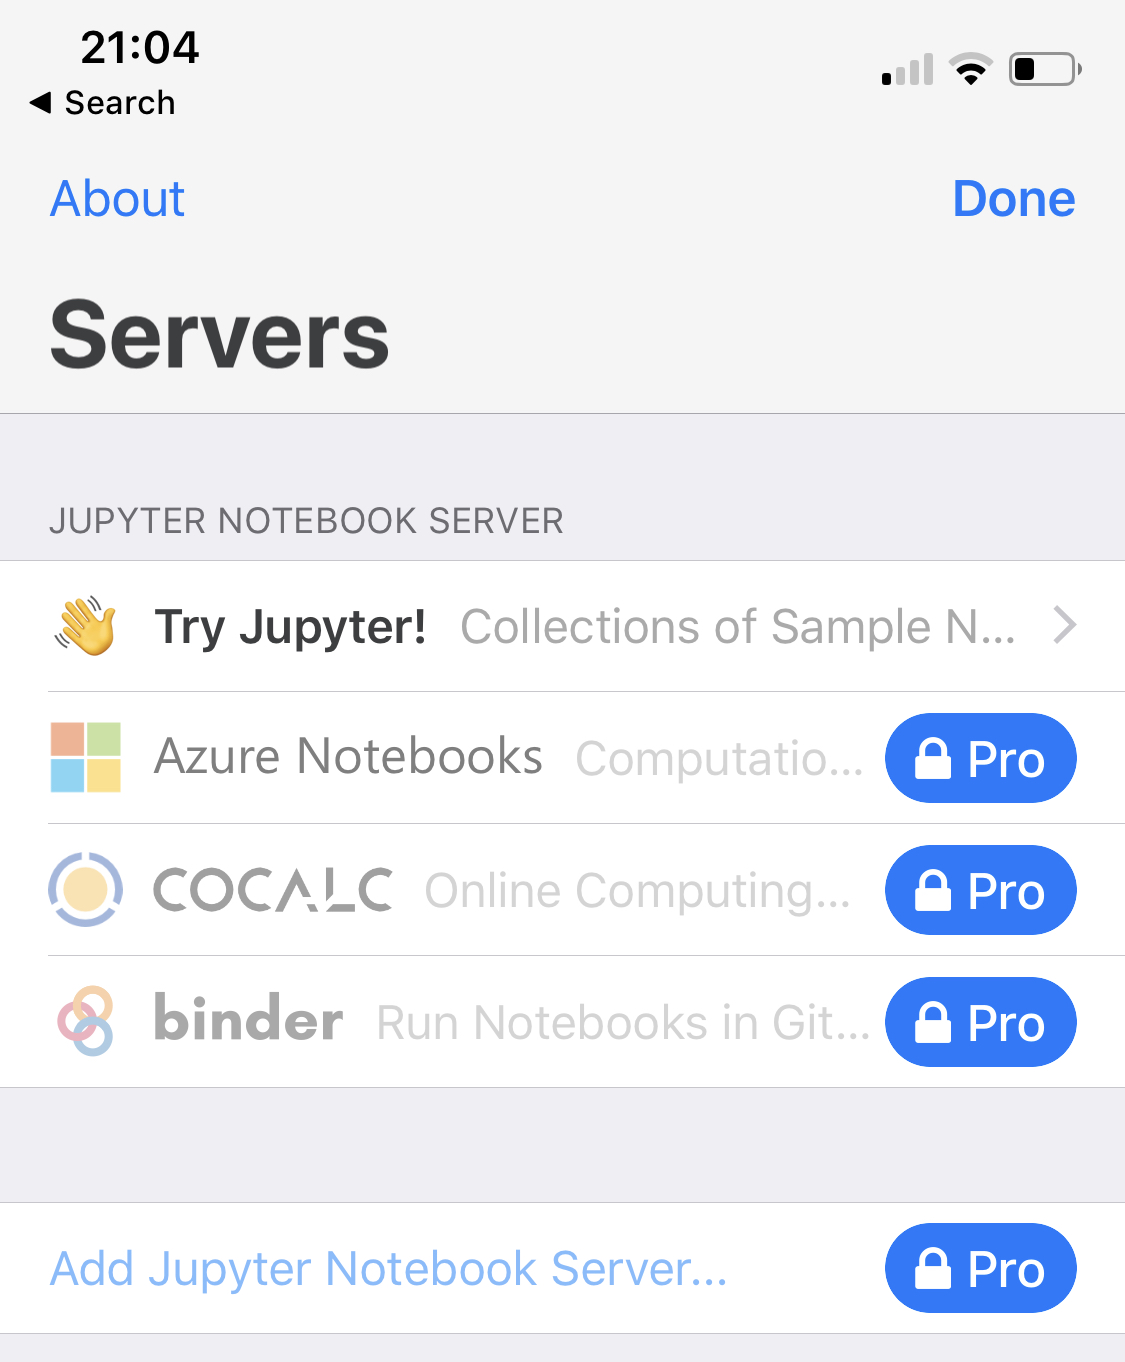 21:04
◀ Search
About Done
Servers
JUPYTER NOTEBOOK SERVER
Try Jupyter! Collections of Sample N...
Azure Notebooks Computatio... Pro
COCALC Online Computing... Pro
binder Run Notebooks in Git... Pro
Add Jupyter Notebook Server... Pro